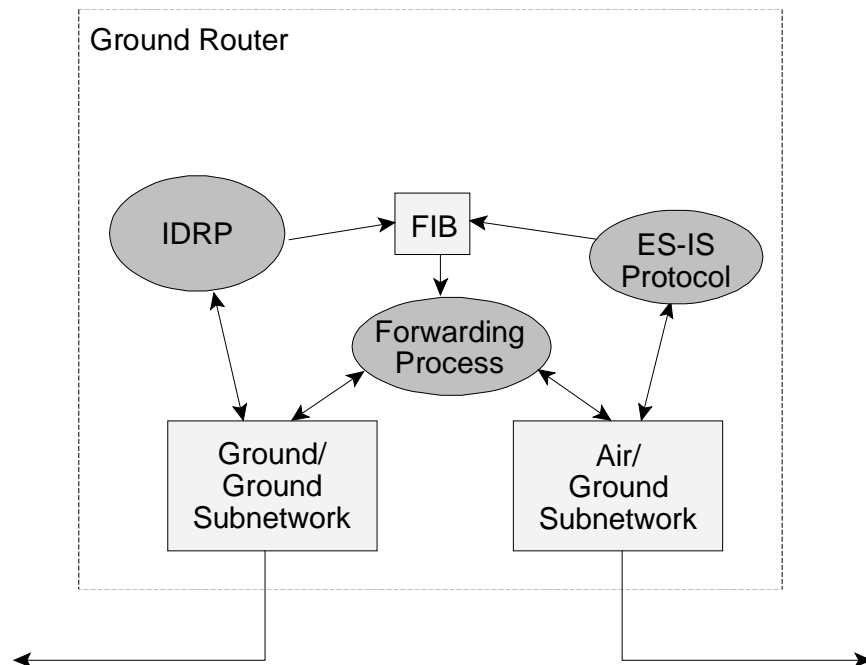 Ground Router
IDRP
FIB
ES-IS
Protocol
Forwarding
Process
Ground/
Ground
Subnetwork
Air/
Ground
Subnetwork